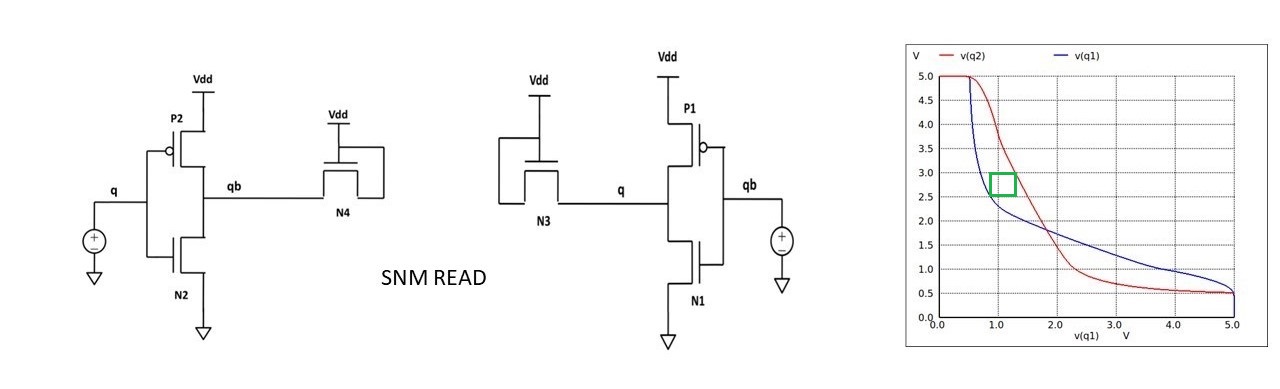 Vdd
P2
q
qb
N2
Vdd
N4
SNM READ
Vdd
N3
q
Vdd
P1
qb
N1
V
v(q2)
v(q1)
5.0
4.5
4.0
3.5
3.0
2.5
2.0
1.5
1.0
0.5
0.0
0.0 1.0 2.0 3.0 4.0 5.0
v(q1) V